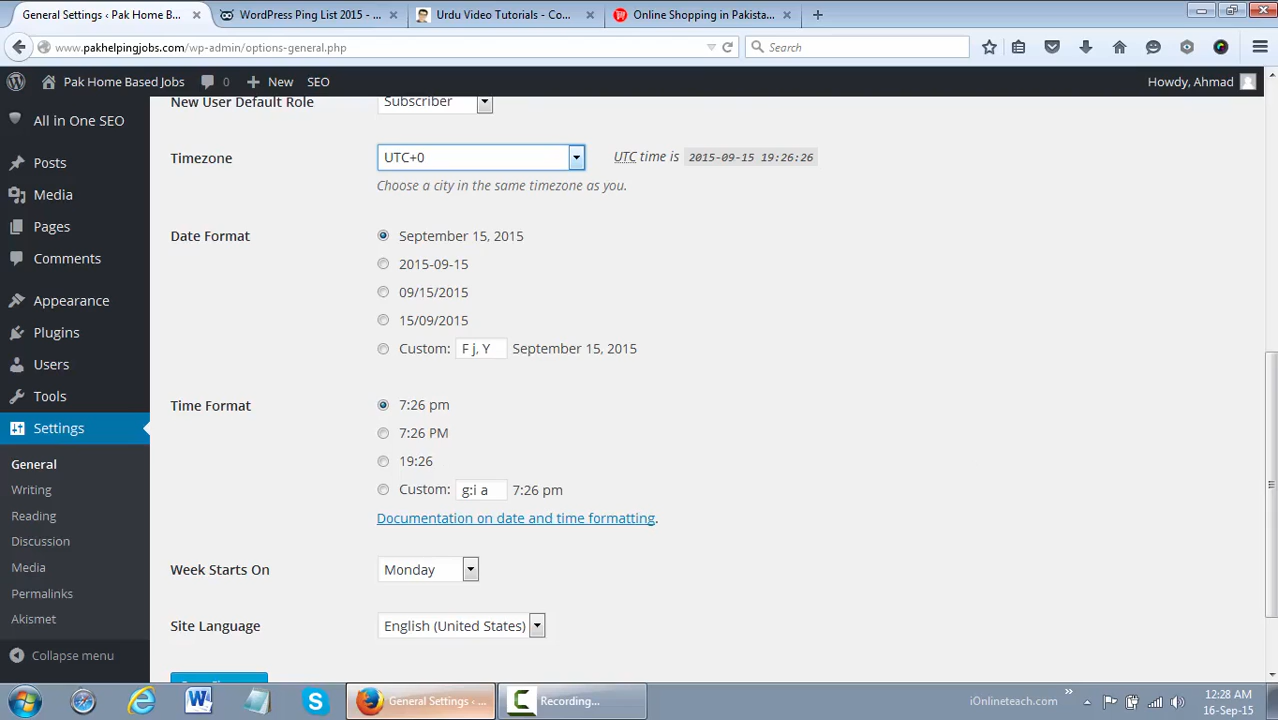 General Settings ‹ Pak Home B...
WordPress Ping List 2015 - ...
Urdu Video Tutorials - Co...
Online Shopping in Pakista...
www.pakhelpingjobs.com/wp-admin/options-general.php
Search
Pak Home Based Jobs
0
New
SEO
Howdy, Ahmad
All in One SEO
Posts
Media
Pages
Comments
Appearance
Plugins
Users
Tools
Settings
General
Writing
Reading
Discussion
Media
Permalinks
Akismet
Collapse menu
New User Default Role
Subscriber
Timezone
UTC+0
UTC time is 2015-09-15 19:26:26
Choose a city in the same timezone as you.
Date Format
September 15, 2015
2015-09-15
09/15/2015
15/09/2015
Custom: F j, Y September 15, 2015
Time Format
7:26 pm
7:26 PM
19:26
Custom: g:i a 7:26 pm
Documentation on date and time formatting.
Week Starts On
Monday
Site Language
English (United States)
General Settings ‹ ...
Recording...
iOnlineteach.com
12:28 AM
16-Sep-15